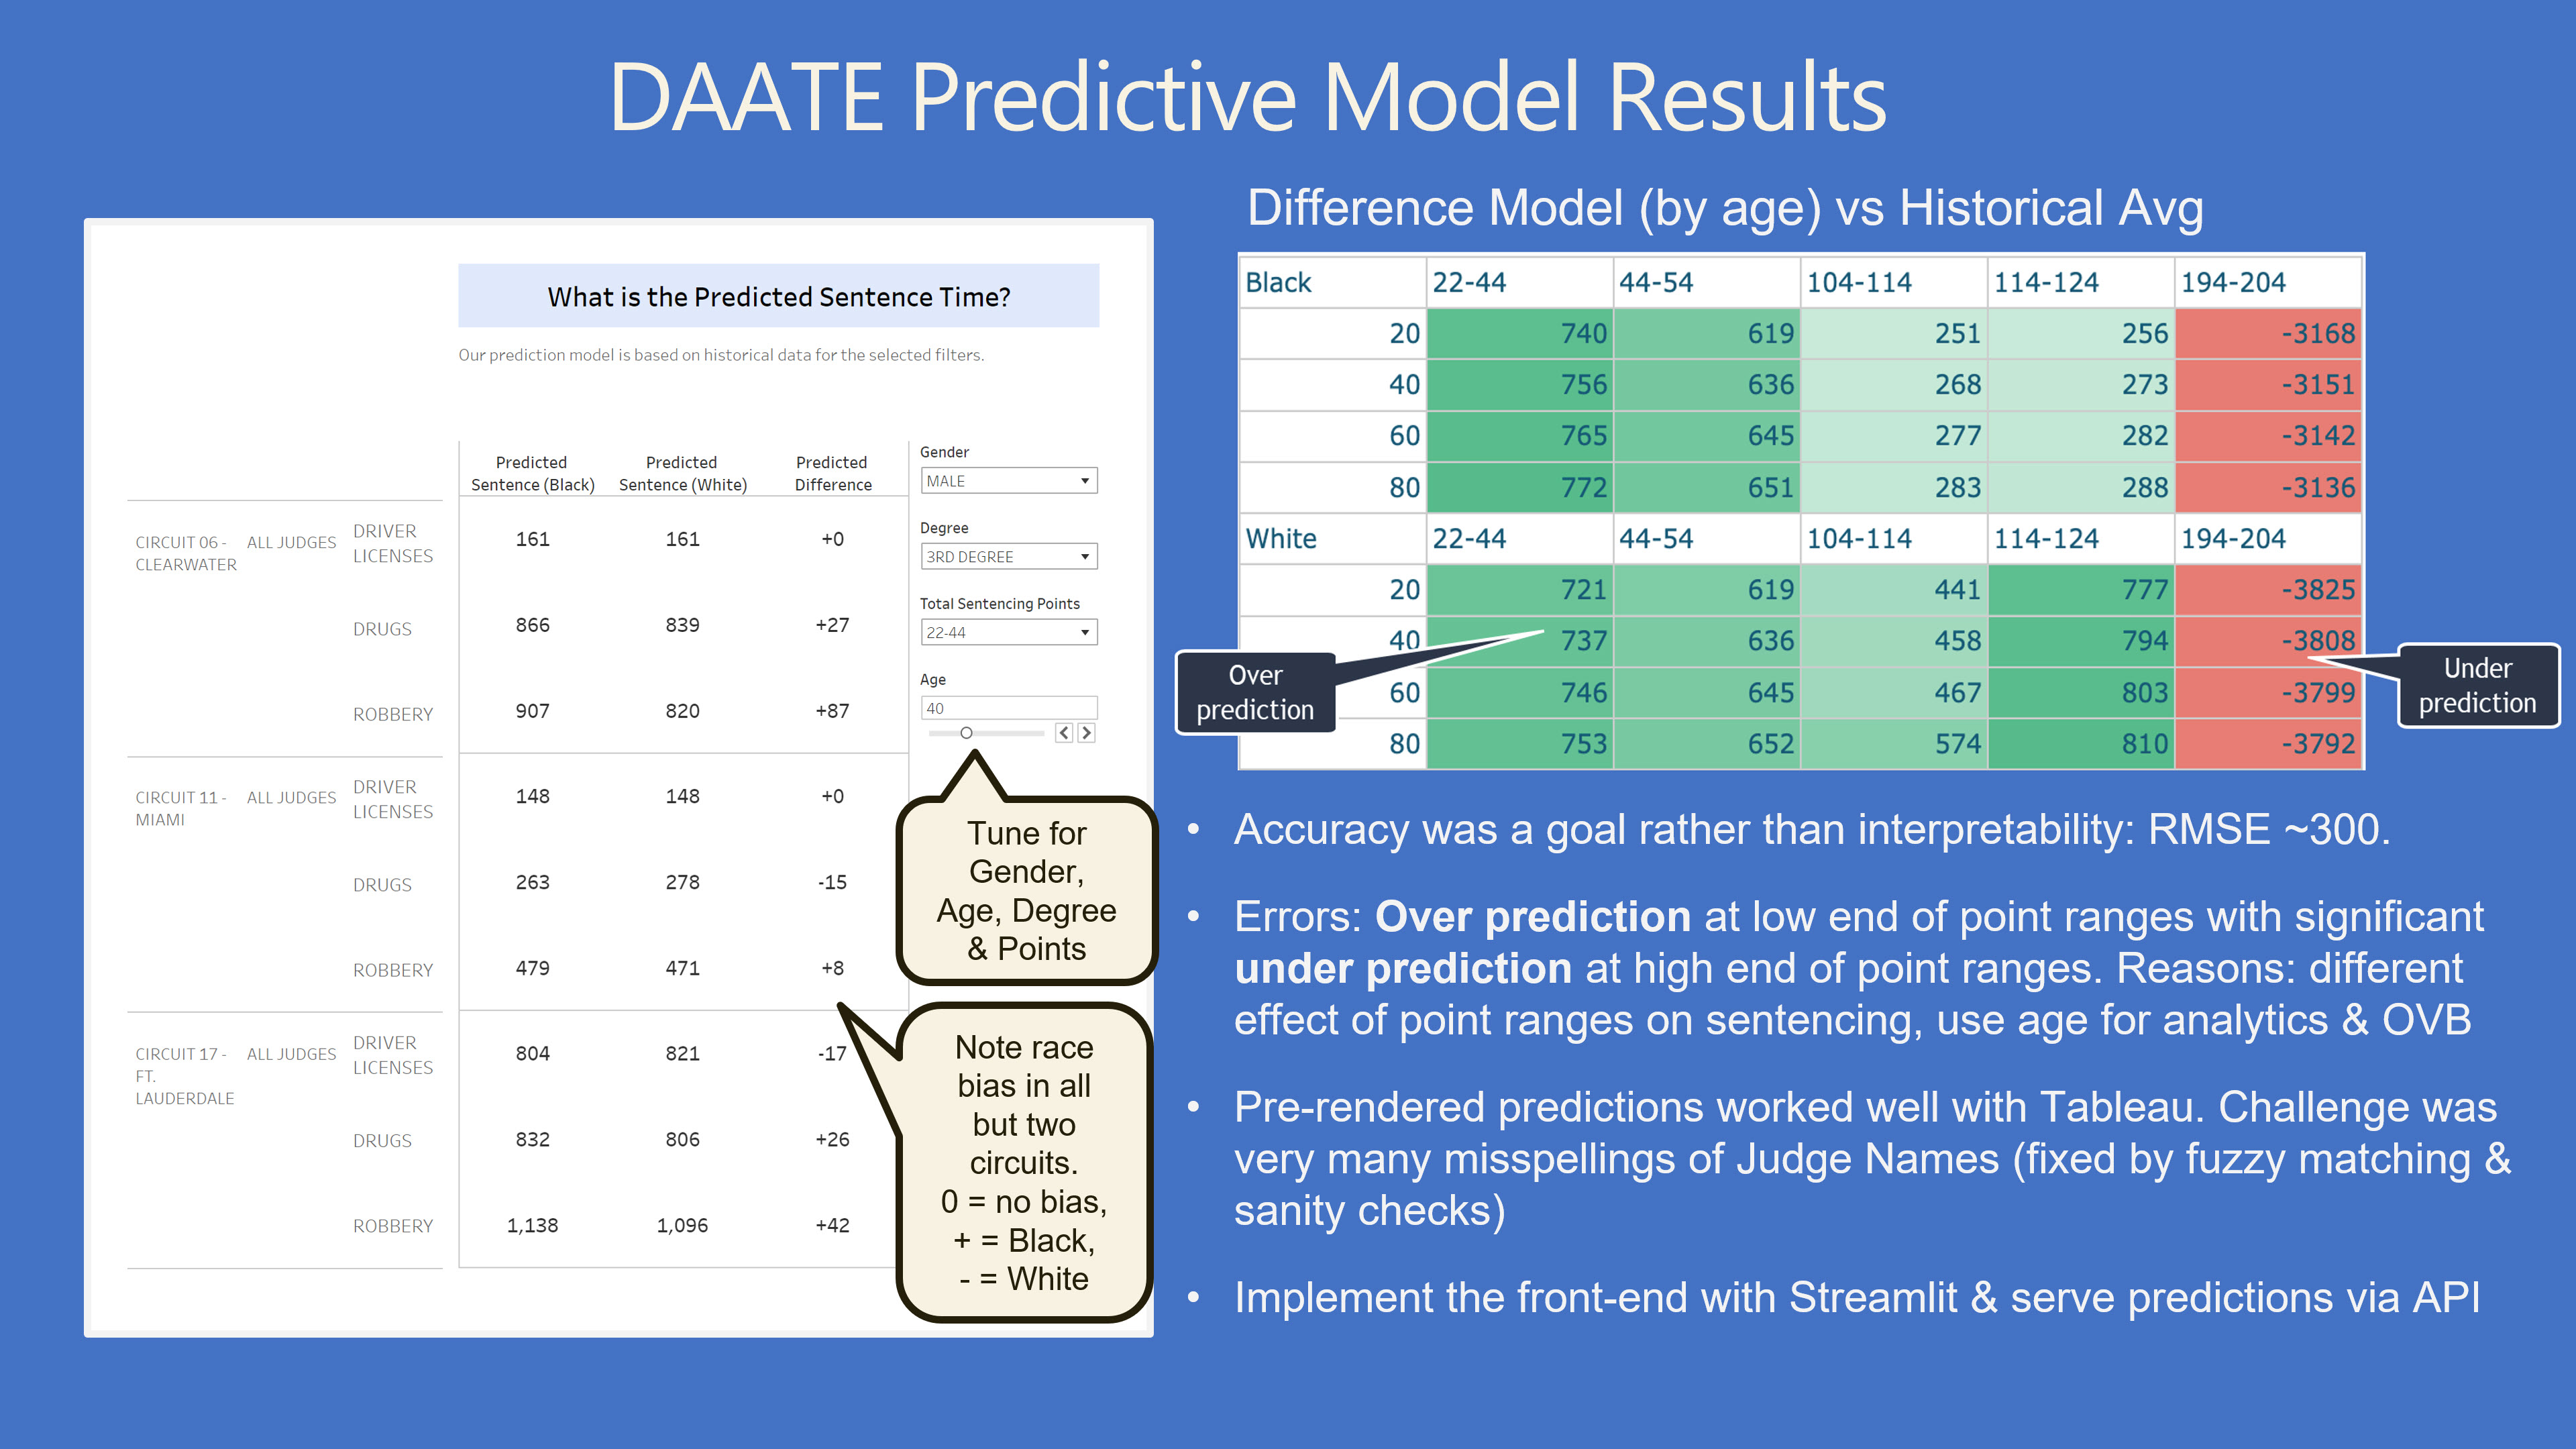 DAATE Predictive Model Results
What is the Predicted Sentence Time?
Our prediction model is based on historical data for the selected filters.
Predicted Sentence (Black) Predicted Sentence (White) Predicted Difference
CIRCUIT 06 - CLEARWATER ALL JUDGES DRIVER LICENSES 161 161 +0
DRUGS 866 839 +27
ROBBERY 907 820 +87
CIRCUIT 11 - MIAMI ALL JUDGES DRIVER LICENSES 148 148 +0
DRUGS 263 278 -15
ROBBERY 479 471 +8
CIRCUIT 17 - FT. LAUDERDALE ALL JUDGES DRIVER LICENSES 804 821 -17
DRUGS 832 806 +26
ROBBERY 1,138 1,096 +42
Gender
MALE
Degree
3RD DEGREE
Total Sentencing Points
22-44
Age
40
Tune for
Gender,
Age, Degree
& Points
Note race
bias in all
but two
circuits.
0 = no bias,
+ = Black,
- = White
Difference Model (by age) vs Historical Avg
Black 22-44 44-54 104-114 114-124 194-204
20 740 619 251 256 -3168
40 756 636 268 273 -3151
60 765 645 277 282 -3142
80 772 651 283 288 -3136
White 22-44 44-54 104-114 114-124 194-204
20 721 619 441 777 -3825
40 737 636 458 794 -3808
60 746 645 467 803 -3799
80 753 652 574 810 -3792
Over
prediction
Under
prediction
• Accuracy was a goal rather than interpretability: RMSE ~300.
• Errors: Over prediction at low end of point ranges with significant
under prediction at high end of point ranges. Reasons: different
effect of point ranges on sentencing, use age for analytics & OVB
• Pre-rendered predictions worked well with Tableau. Challenge was
very many misspellings of Judge Names (fixed by fuzzy matching &
sanity checks)
• Implement the front-end with Streamlit & serve predictions via API